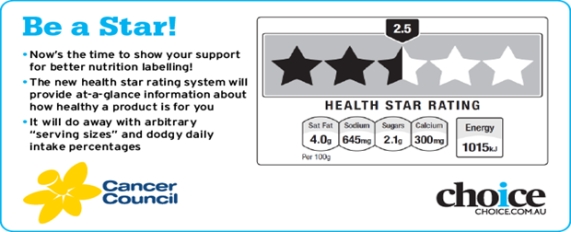 Be a Star!
• Now's the time to show your support
for better nutrition labelling!
• The new health star rating system will
provide at-a-glance information about
how healthy a product is for you
• It will do away with arbitrary
"serving sizes" and dodgy daily
intake percentages
Cancer
Council
2.5
HEALTH STAR RATING
Sat Fat Sodium Sugars Calcium Energy
4.0g 645mg 2.1g 300mg 1015kJ
Per 100g
choice
CHOICE.COM.AU